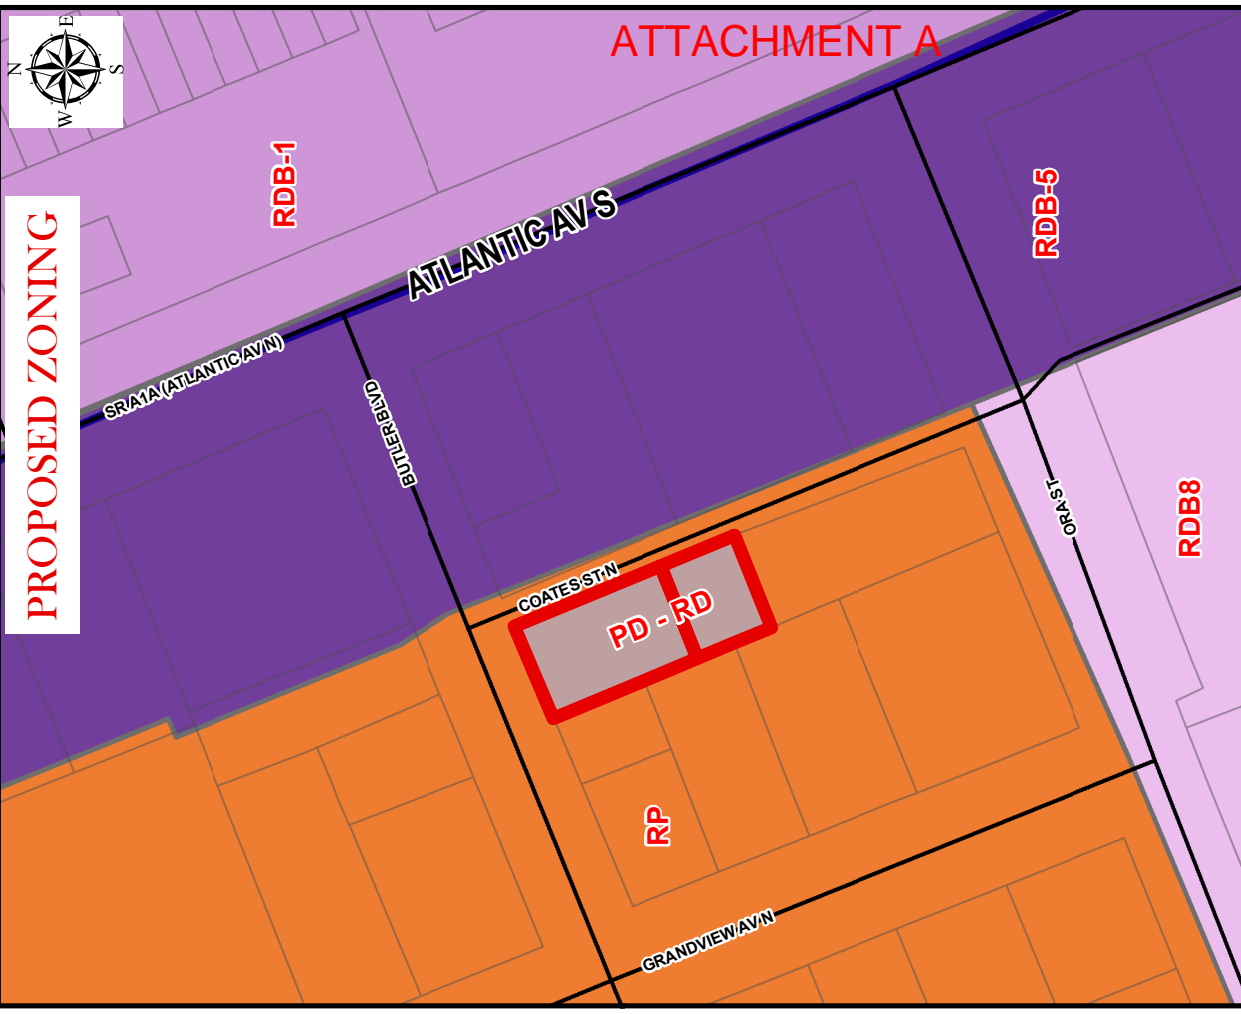 ATTACHMENT A
E
N
S
W
PROPOSED ZONING
RDB-1
RDB-5
ATLANTIC AV S
SR A1A (ATLANTIC AV N)
BUTLER BLVD
ORA ST
RDB8
COATES ST N
PD - RD
RP
GRANDVIEW AV N